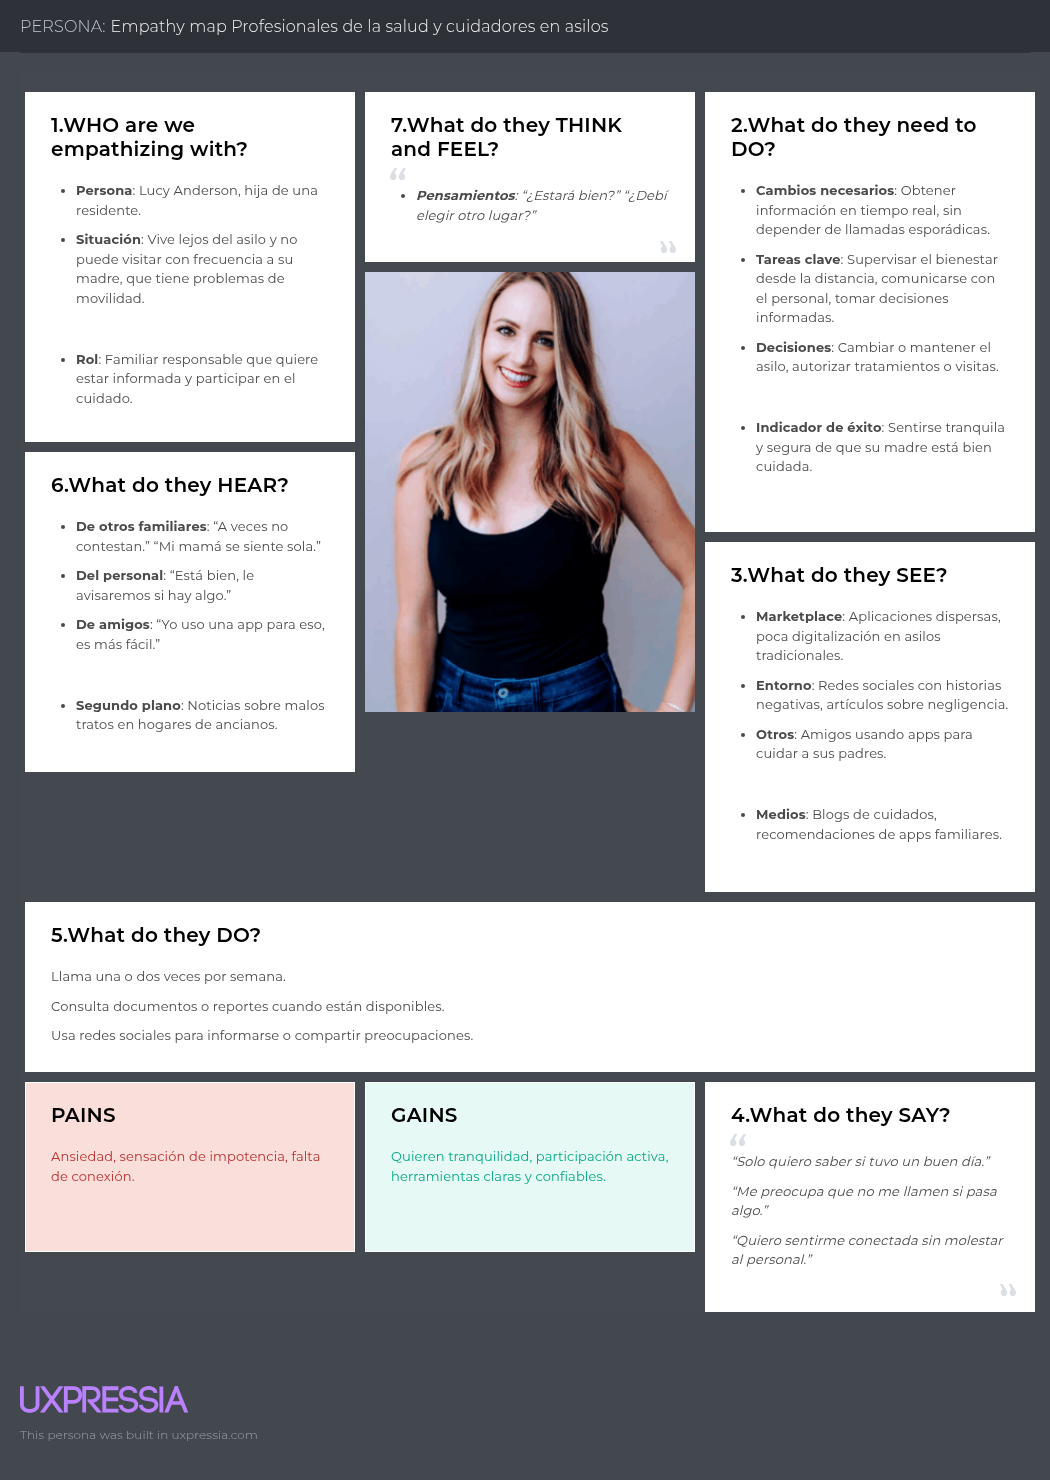 PERSONA: Empathy map Profesionales de la salud y cuidadores en asilos
1.WHO are we
empathizing with?
• Persona: Lucy Anderson, hija de una
residente.
• Situación: Vive lejos del asilo y no
puede visitar con frecuencia a su
madre, que tiene problemas de
movilidad.
• Rol: Familiar responsable que quiere
estar informada y participar en el
cuidado.
7.What do they THINK
and FEEL?
“
• Pensamientos: “¿Estará bien?” “¿Debí
elegir otro lugar?”
”
2.What do they need to
DO?
• Cambios necesarios: Obtener
información en tiempo real, sin
depender de llamadas esporádicas.
• Tareas clave: Supervisar el bienestar
desde la distancia, comunicarse con
el personal, tomar decisiones
informadas.
• Decisiones: Cambiar o mantener el
asilo, autorizar tratamientos o visitas.
• Indicador de éxito: Sentirse tranquila
y segura de que su madre está bien
cuidada.
6.What do they HEAR?
• De otros familiares: “A veces no
contestan.” “Mi mamá se siente sola.”
• Del personal: “Está bien, le
avisaremos si hay algo.”
• De amigos: “Yo uso una app para eso,
es más fácil.”
• Segundo plano: Noticias sobre malos
tratos en hogares de ancianos.
3.What do they SEE?
• Marketplace: Aplicaciones dispersas,
poca digitalización en asilos
tradicionales.
• Entorno: Redes sociales con historias
negativas, artículos sobre negligencia.
• Otros: Amigos usando apps para
cuidar a sus padres.
• Medios: Blogs de cuidados,
recomendaciones de apps familiares.
5.What do they DO?
Llama una o dos veces por semana.
Consulta documentos o reportes cuando están disponibles.
Usa redes sociales para informarse o compartir preocupaciones.
PAINS
Ansiedad, sensación de impotencia, falta
de conexión.
GAINS
Quieren tranquilidad, participación activa,
herramientas claras y confiables.
4.What do they SAY?
“
“Solo quiero saber si tuvo un buen día.”
“Me preocupa que no me llamen si pasa
algo.”
“Quiero sentirme conectada sin molestar
al personal.”
”
UXPRESSIA
This persona was built in uxpressia.com